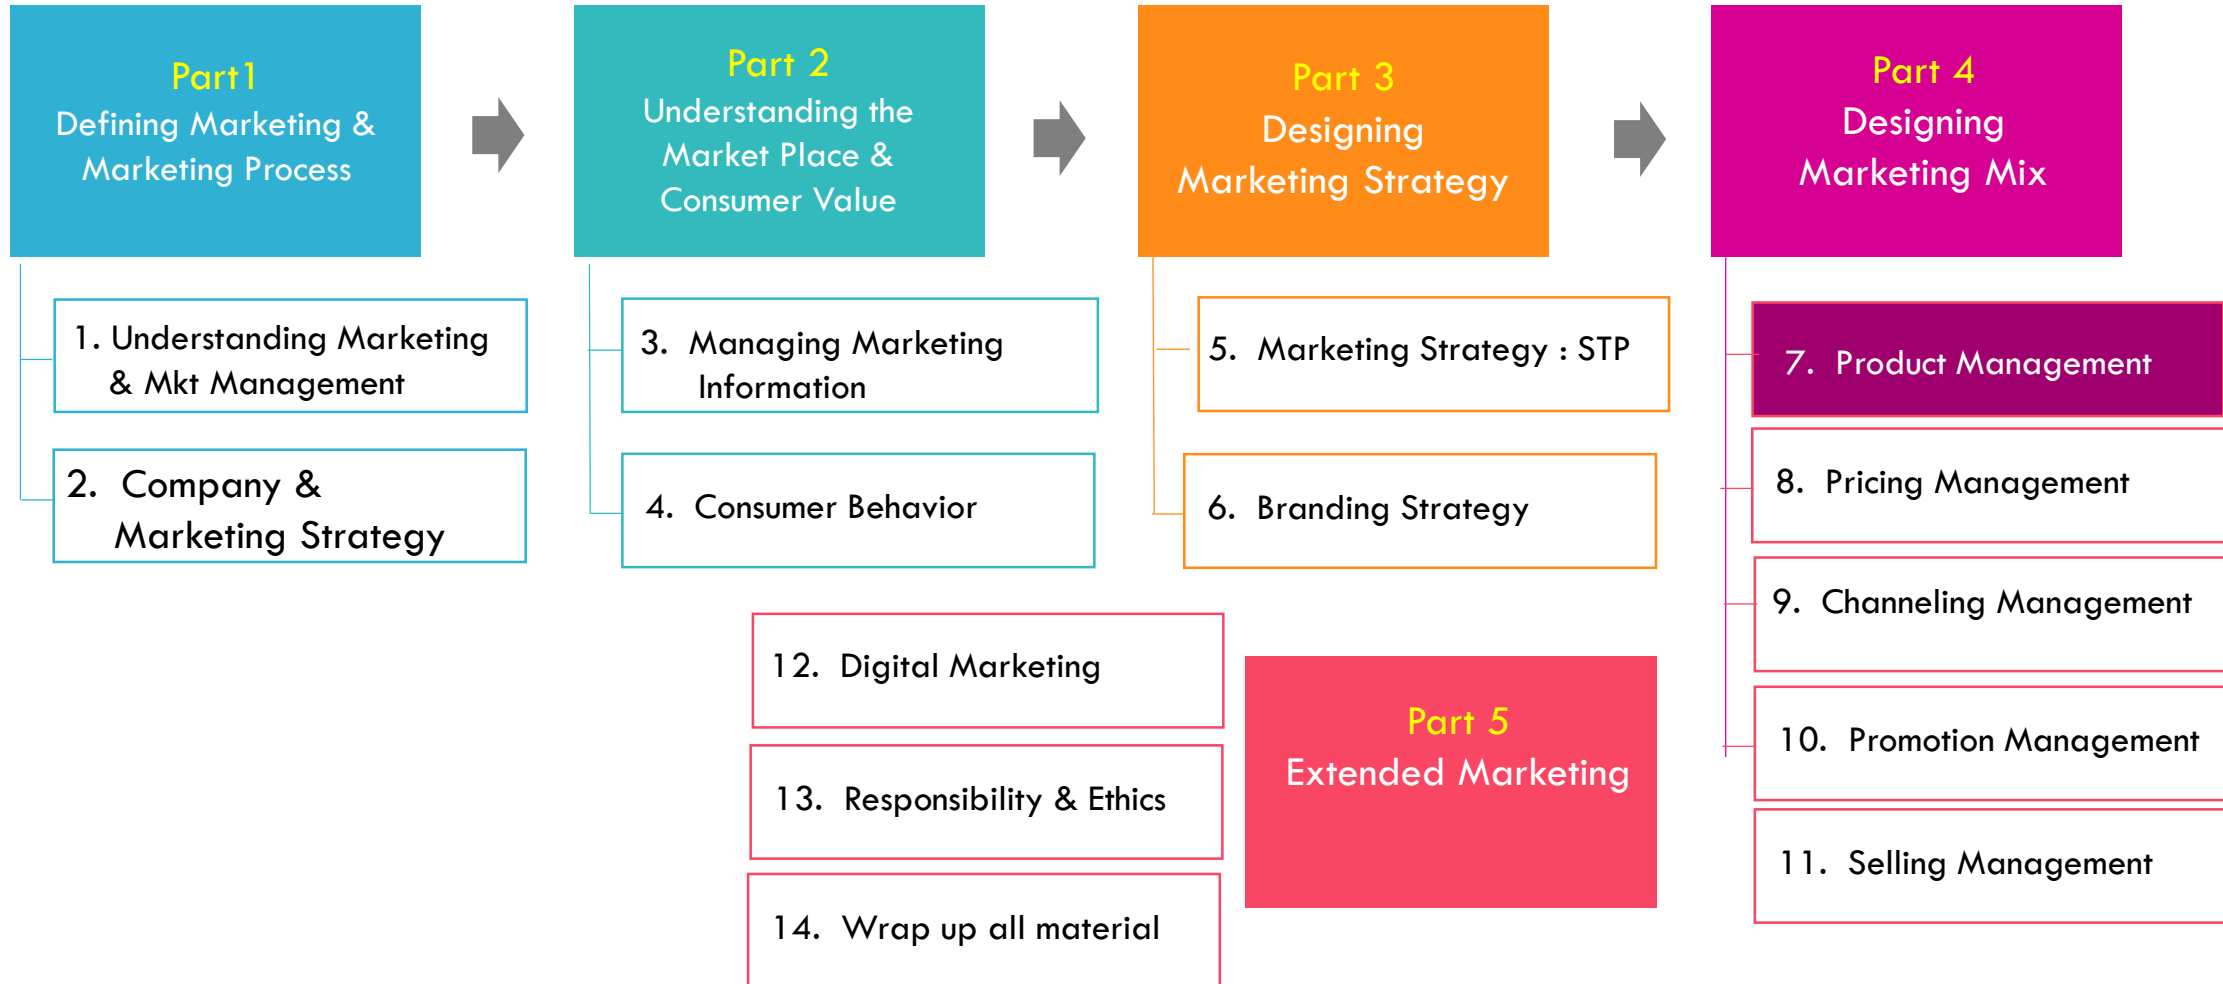 Part1
Defining Marketing &
Marketing Process
Part 2
Understanding the
Market Place &
Consumer Value
Part 3
Designing
Marketing Strategy
Part 4
Designing
Marketing Mix
1. Understanding Marketing
& Mkt Management
2. Company &
Marketing Strategy
3. Managing Marketing
Information
4. Consumer Behavior
5. Marketing Strategy : STP
6. Branding Strategy
7. Product Management
8. Pricing Management
9. Channeling Management
10. Promotion Management
11. Selling Management
Part 5
Extended Marketing
12. Digital Marketing
13. Responsibility & Ethics
14. Wrap up all material